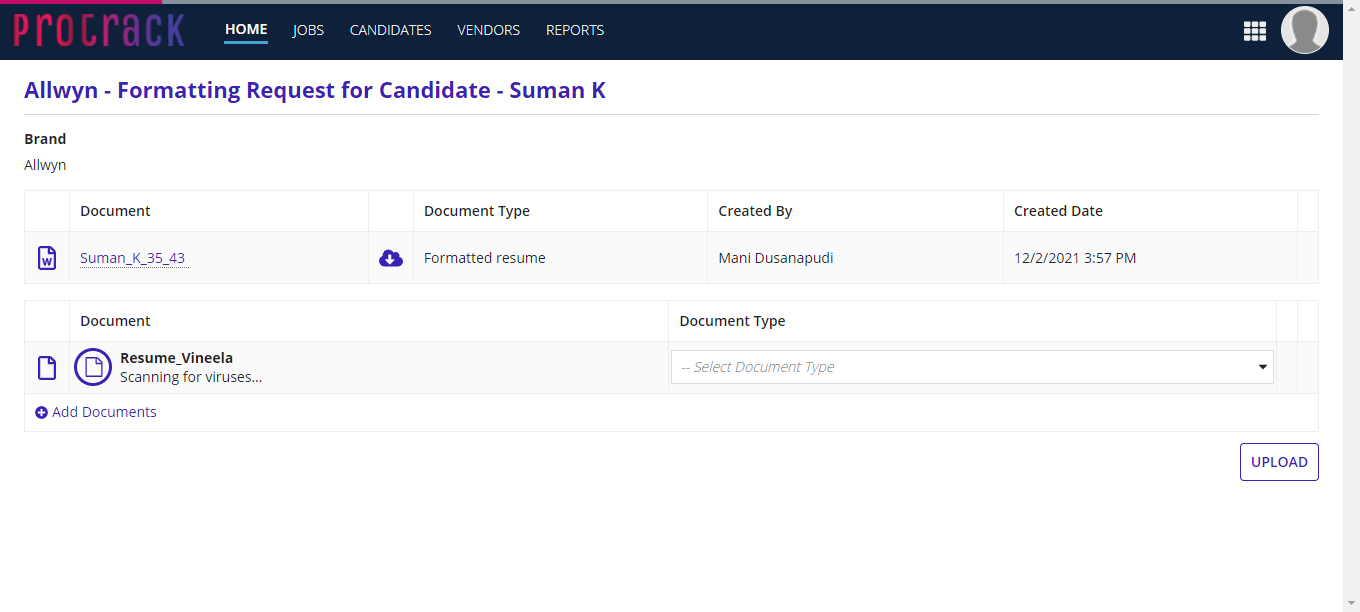 ProTrack HOME JOBS CANDIDATES VENDORS REPORTS
Allwyn - Formatting Request for Candidate - Suman K
Brand
Allwyn
Document Document Type Created By Created Date
W Suman_K_35_43 Formatted resume Mani Dusanapudi 12/2/2021 3:57 PM
Document Document Type
Resume_Vineela
Scanning for viruses...
-- Select Document Type
Add Documents
UPLOAD